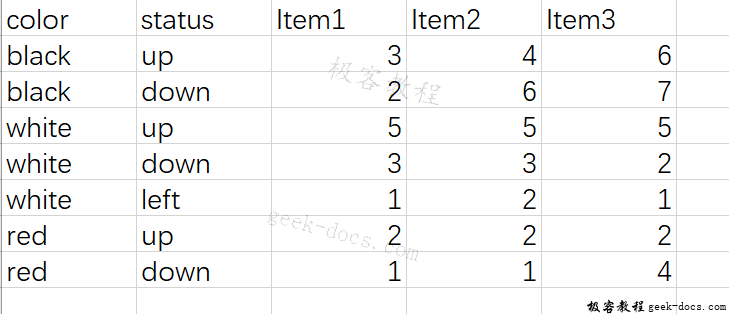 color status Item1 Item2 Item3
black up 3 4 6
black down 2 6 7
white up 5 5 5
white down 3 3 2
white left 1 2 1
red up 2 2 2
red down 1 1 4
极客教程
geek-docs.com
极客教程 geek-docs.com